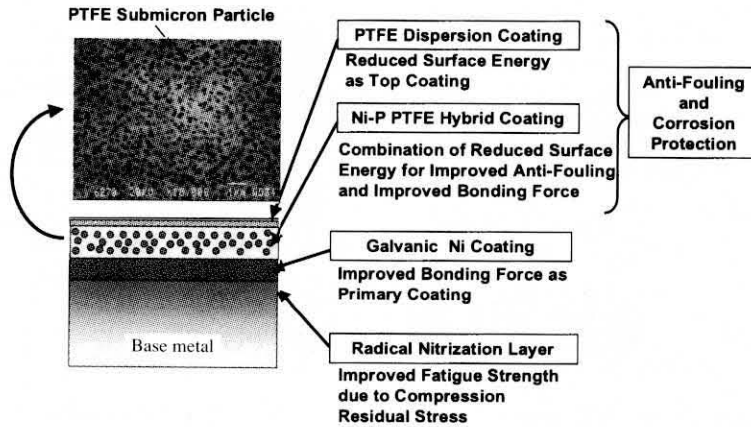 PTFE Submicron Particle
PTFE Dispersion Coating
Reduced Surface Energy
as Top Coating
Ni-P PTFE Hybrid Coating
Combination of Reduced Surface
Energy for Improved Anti-Fouling
and Improved Bonding Force
Anti-Fouling
and
Corrosion
Protection
Galvanic Ni Coating
Improved Bonding Force as
Primary Coating
Base metal
Radical Nitrization Layer
Improved Fatigue Strength
due to Compression
Residual Stress